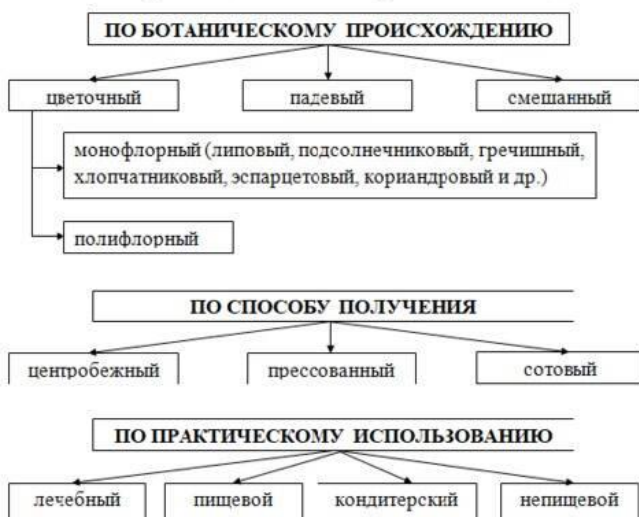 ПО БОТАНИЧЕСКОМУ ПРОИСХОЖДЕНИЮ
цветочный падевый смешанный
монофлорный (липовый, подсолнечниковый, гречишный,
хлопчатниковый, эспарцетовый, кориандровый и др.)
полифлорный
ПО СПОСОБУ ПОЛУЧЕНИЯ
центробежный прессованный сотовый
ПО ПРАКТИЧЕСКОМУ ИСПОЛЬЗОВАНИЮ
лечебный пищевой кондитерский непищевой